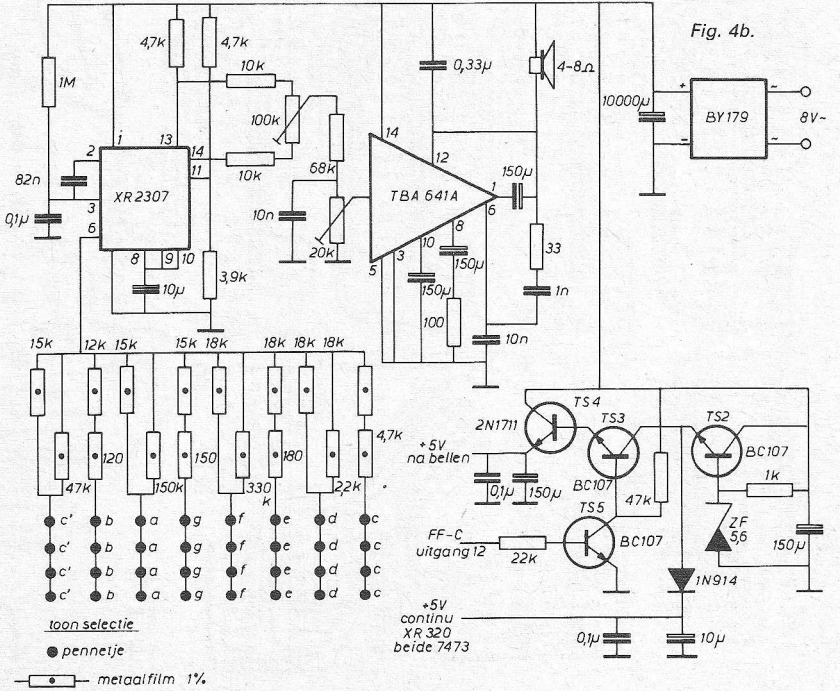 Fig. 4b.
4,7k
4,7k
0,33µ
4-8Ω
1M
10k
100k
10k
68k
10n
20k
82n
0,1µ
XR2307
1
2
3
6
13
14
11
8
9
10
10µ
3,9k
TBA 641A
14
12
1
6
8
10
3
5
150µ
150µ
150µ
100
33
1n
10n
10000µ
+
-
BY179
~
~
8V~
15k
12k
15k
15k
18k
18k
18k
18k
47k
120
150k
150
330
k
180
2,2k
4,7k
c' b a g f e d c
c' b a g f e d c
c' b a g f e d c
c' b a g f e d c
toon selectie
pennetje
metaalfilm 1%
TS4
2N1711
TS3
BC107
TS2
BC107
+5V
na bellen
0,1µ
150µ
47k
1k
ZF
5,6
150µ
TS5
BC107
FF-C
uitgang 12
22k
1N914
+5V
continu
XR 320
beide 7473
0,1µ
10µ